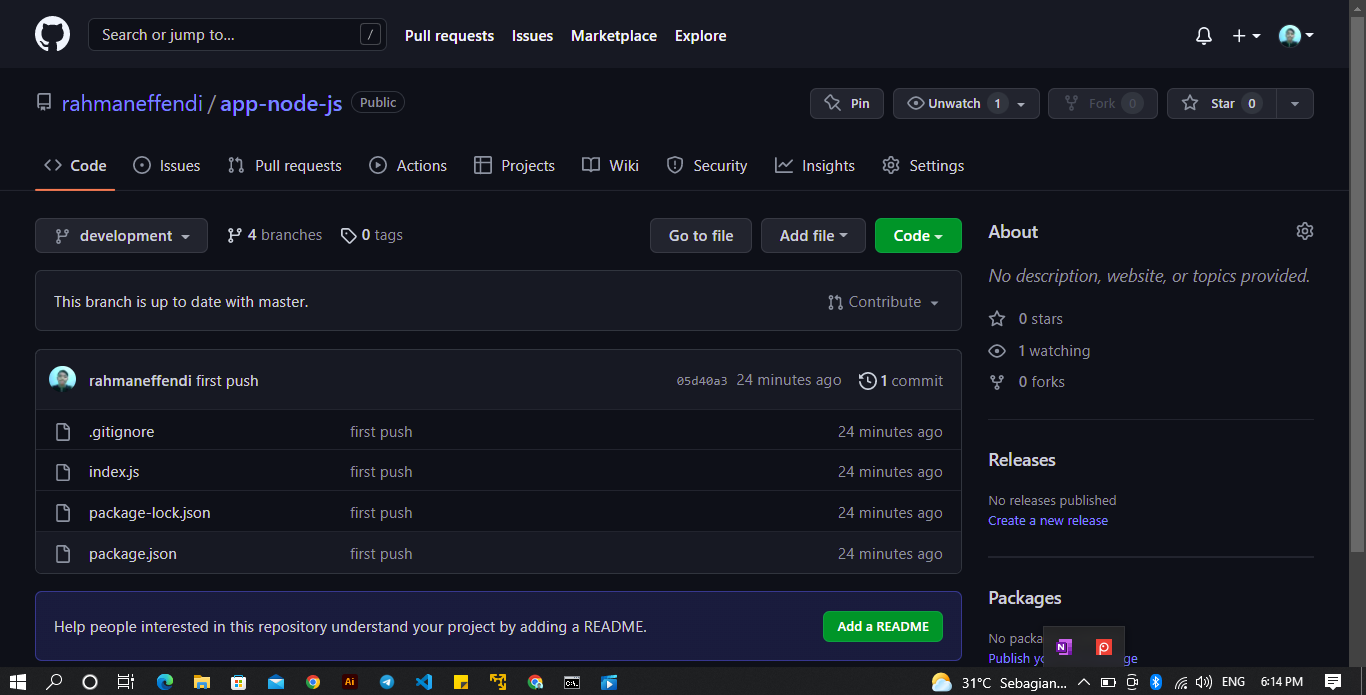 Search or jump to... /
Pull requests Issues Marketplace Explore
rahmaneffendi / app-node-js Public
Pin Unwatch 1 Fork 0 Star 0
Code Issues Pull requests Actions Projects Wiki Security Insights Settings
development 4 branches 0 tags Go to file Add file Code
This branch is up to date with master. Contribute
rahmaneffendi first push 05d40a3 24 minutes ago 1 commit
.gitignore first push 24 minutes ago
index.js first push 24 minutes ago
package-lock.json first push 24 minutes ago
package.json first push 24 minutes ago
Help people interested in this repository understand your project by adding a README. Add a README
About
No description, website, or topics provided.
0 stars
1 watching
0 forks
Releases
No releases published
Create a new release
Packages
No packa
Publish yo ge
N
Ai
C:\.
31°C Sebagian... ENG 6:14 PM